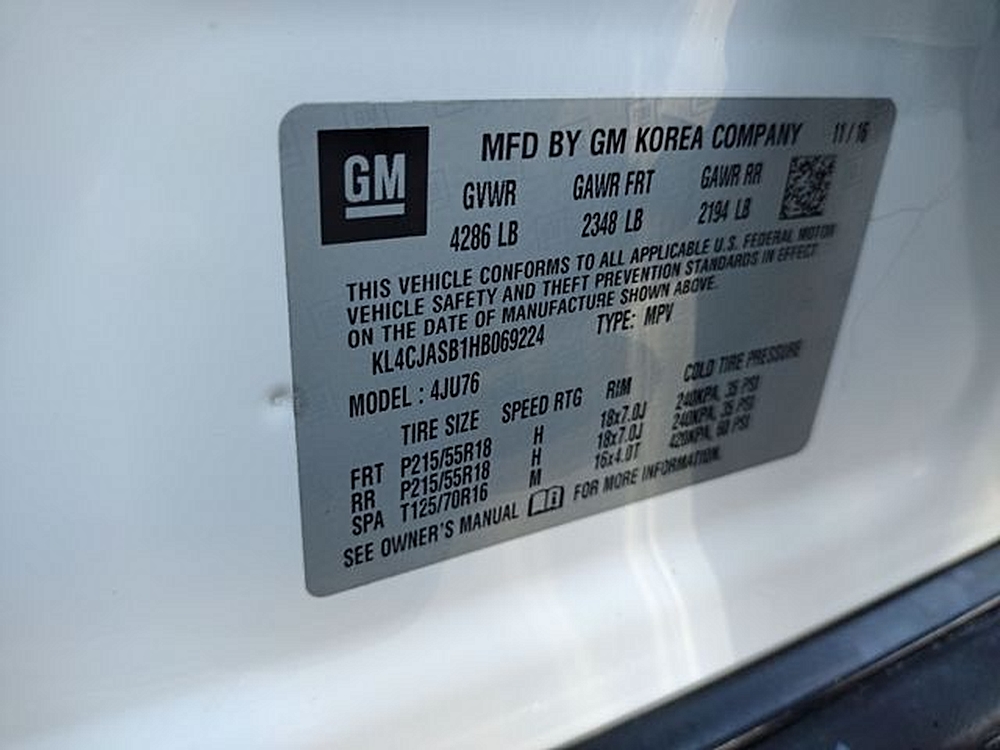 GM
MFD BY GM KOREA COMPANY 11/16
GVWR GAWR FRT GAWR RR
4286 LB 2348 LB 2194 LB
THIS VEHICLE CONFORMS TO ALL APPLICABLE U.S. FEDERAL MOTOR
VEHICLE SAFETY AND THEFT PREVENTION STANDARDS IN EFFECT
ON THE DATE OF MANUFACTURE SHOWN ABOVE.
KL4CJASB1HB069224 TYPE: MPV
MODEL : 4JU76
TIRE SIZE SPEED RTG RIM COLD TIRE PRESSURE
FRT P215/55R18 H 18x7.0J 240KPA, 35 PSI
RR P215/55R18 H 18x7.0J 240KPA, 35 PSI
SPA T125/70R16 M 16x4.0T 420KPA, 60 PSI
SEE OWNER'S MANUAL FOR MORE INFORMATION.